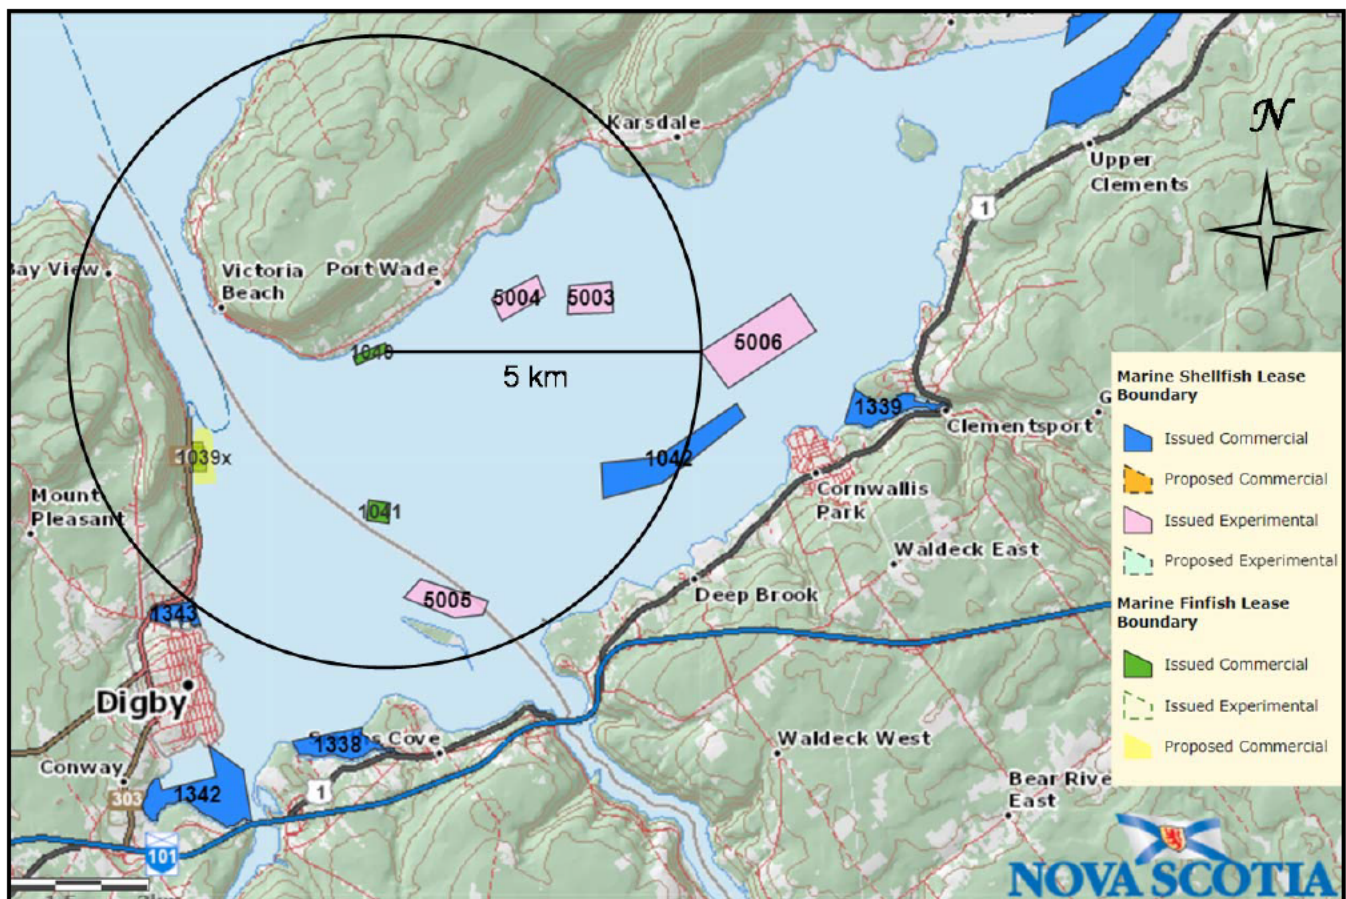 Karsdale
N
Upper
Clements
1
Bay View
Victoria
Beach
Port Wade
5004
5003
5006
1040
5 km
Marine Shellfish Lease
Boundary
Issued Commercial
Proposed Commercial
Issued Experimental
Proposed Experimental
Marine Finfish Lease
Boundary
Issued Commercial
Issued Experimental
Proposed Commercial
1339
Clementsport
G
1039x
1042
Cornwallis
Park
Mount
Pleasant
1041
Waldeck East
5005
Deep Brook
1343
Digby
1338
s Cove
Waldeck West
Conway
1342
303
1
101
Bear Rive
East
NOVA SCOTIA